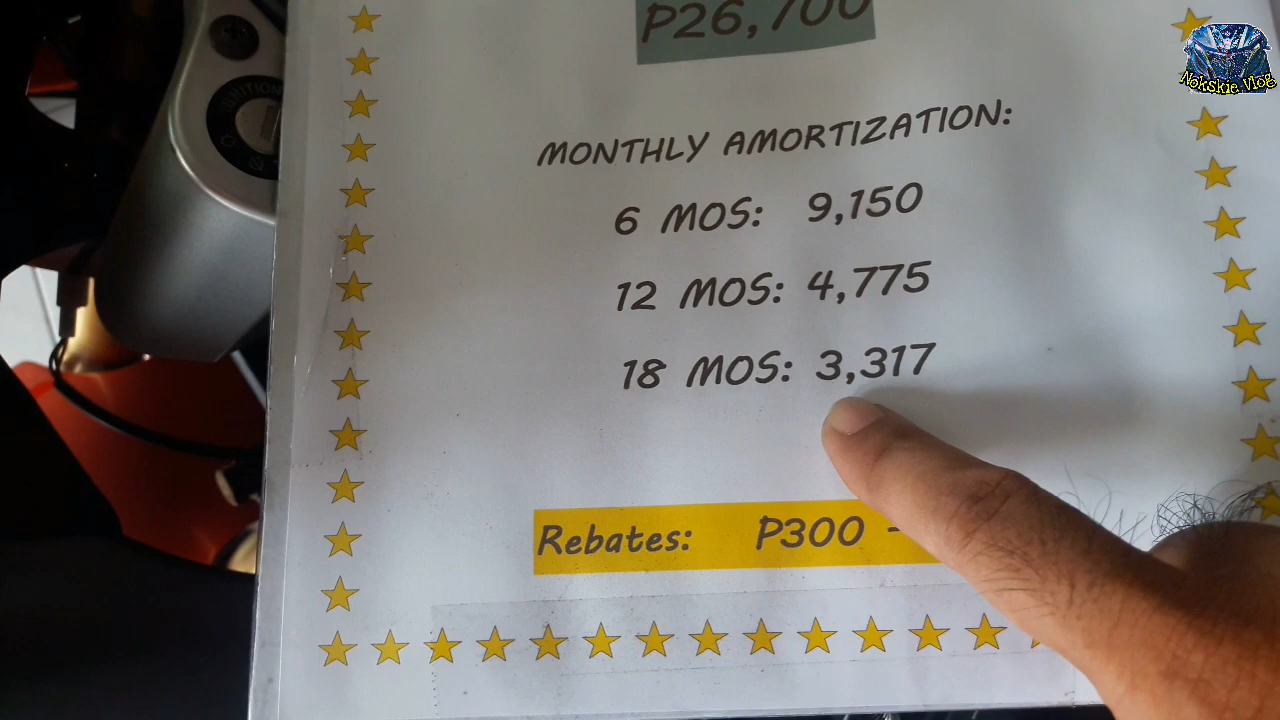 P26,700
MONTHLY AMORTIZATION:
6 MOS: 9,150
12 MOS: 4,775
18 MOS: 3,317
Rebates: P300 -
IGNITION
Nokskie Vlog